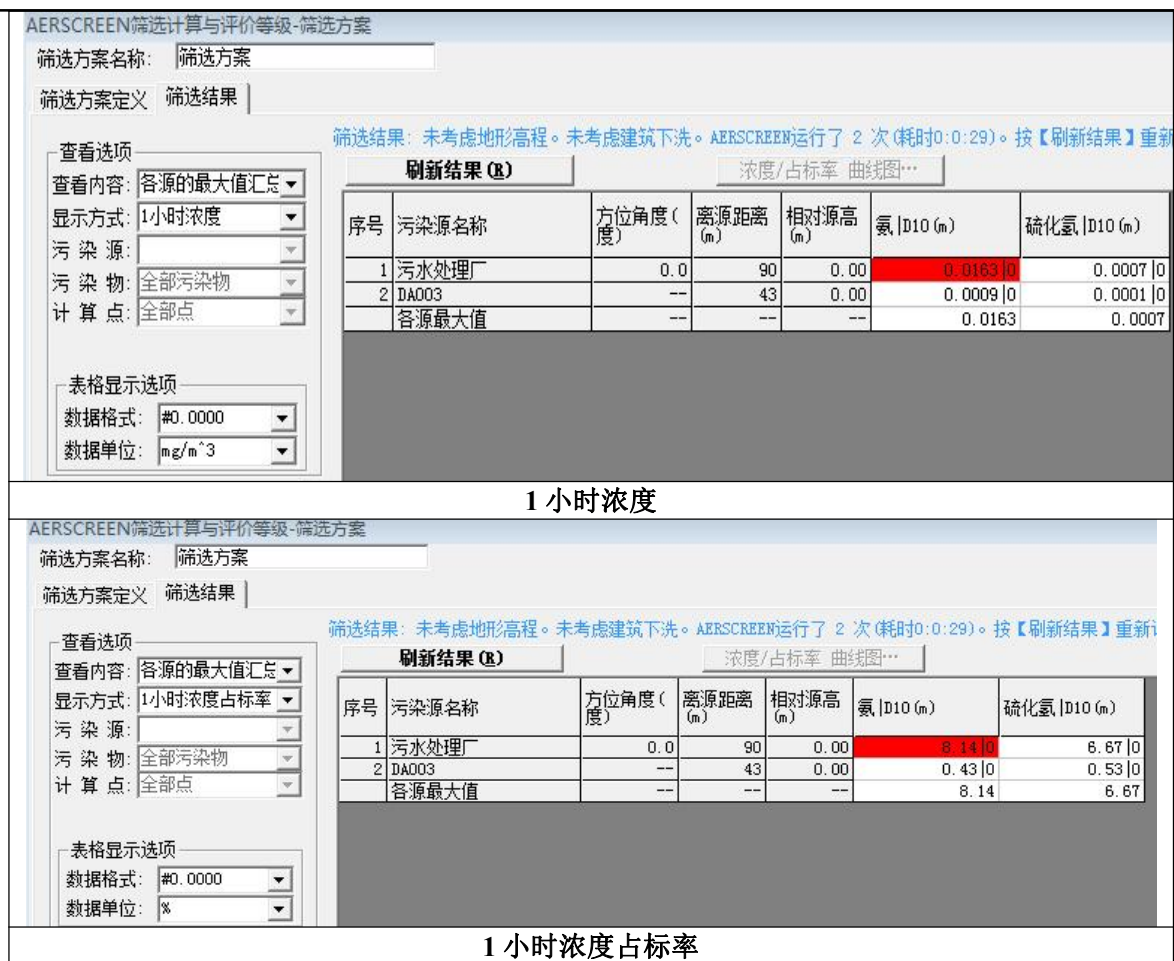 AERSCREEN筛选计算与评价等级-筛选方案
筛选方案名称: 筛选方案
筛选方案定义 筛选结果
筛选结果: 未考虑地形高程。未考虑建筑下洗。AERSCREEN运行了 2 次(耗时0:0:29)。按【刷新结果】重新
查看选项
刷新结果(R) 浓度/占标率 曲线图…
查看内容: 各源的最大值汇总
显示方式: 1小时浓度
污 染 源:
污 染 物: 全部污染物
计 算 点: 全部点
序号 污染源名称 方位角度(度) 离源距离(m) 相对源高(m) 氨|D10(m) 硫化氢|D10(m)
1 污水处理厂 0.0 90 0.00 0.0163|0 0.0007|0
2 DA003 -- 43 0.00 0.0009|0 0.0001|0
各源最大值 -- -- -- 0.0163 0.0007
表格显示选项
数据格式: #0.0000
数据单位: mg/m^3
1 小时浓度
AERSCREEN筛选计算与评价等级-筛选方案
筛选方案名称: 筛选方案
筛选方案定义 筛选结果
筛选结果: 未考虑地形高程。未考虑建筑下洗。AERSCREEN运行了 2 次(耗时0:0:29)。按【刷新结果】重新
查看选项
刷新结果(R) 浓度/占标率 曲线图…
查看内容: 各源的最大值汇总
显示方式: 1小时浓度占标率
污 染 源:
污 染 物: 全部污染物
计 算 点: 全部点
序号 污染源名称 方位角度(度) 离源距离(m) 相对源高(m) 氨|D10(m) 硫化氢|D10(m)
1 污水处理厂 0.0 90 0.00 8.14|0 6.67|0
2 DA003 -- 43 0.00 0.43|0 0.53|0
各源最大值 -- -- -- 8.14 6.67
表格显示选项
数据格式: #0.0000
数据单位: %
1 小时浓度占标率